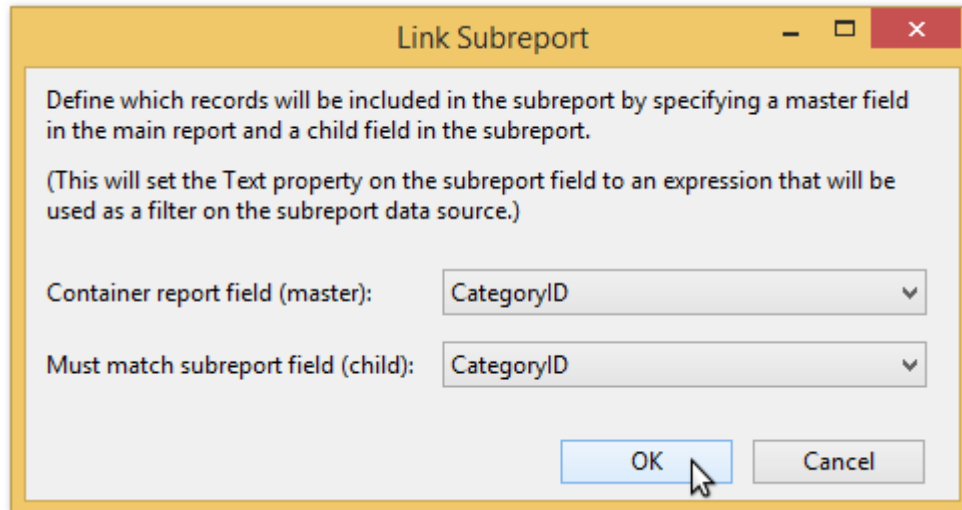 Link Subreport
Define which records will be included in the subreport by specifying a master field
in the main report and a child field in the subreport.
(This will set the Text property on the subreport field to an expression that will be
used as a filter on the subreport data source.)
Container report field (master): CategoryID
Must match subreport field (child): CategoryID
OK Cancel